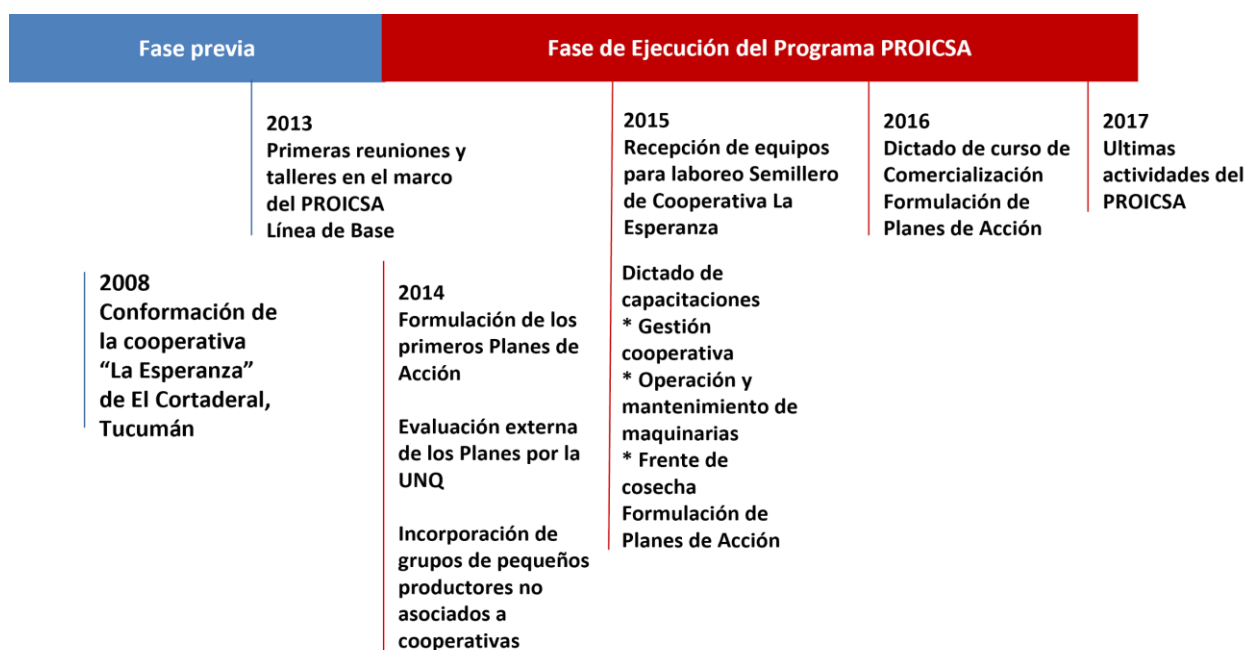 Fase previa
Fase de Ejecución del Programa PROICSA
2008
Conformación de
la cooperativa
“La Esperanza”
de El Cortaderal,
Tucumán
2013
Primeras reuniones y
talleres en el marco
del PROICSA
Línea de Base
2014
Formulación de los
primeros Planes de
Acción
Evaluación externa
de los Planes por la
UNQ
Incorporación de
grupos de pequeños
productores no
asociados a
cooperativas
2015
Recepción de equipos
para laboreo Semillero
de Cooperativa La
Esperanza
Dictado de
capacitaciones
* Gestión
cooperativa
* Operación y
mantenimiento de
maquinarias
* Frente de
cosecha
Formulación de
Planes de Acción
2016
Dictado de curso de
Comercialización
Formulación de
Planes de Acción
2017
Ultimas
actividades del
PROICSA